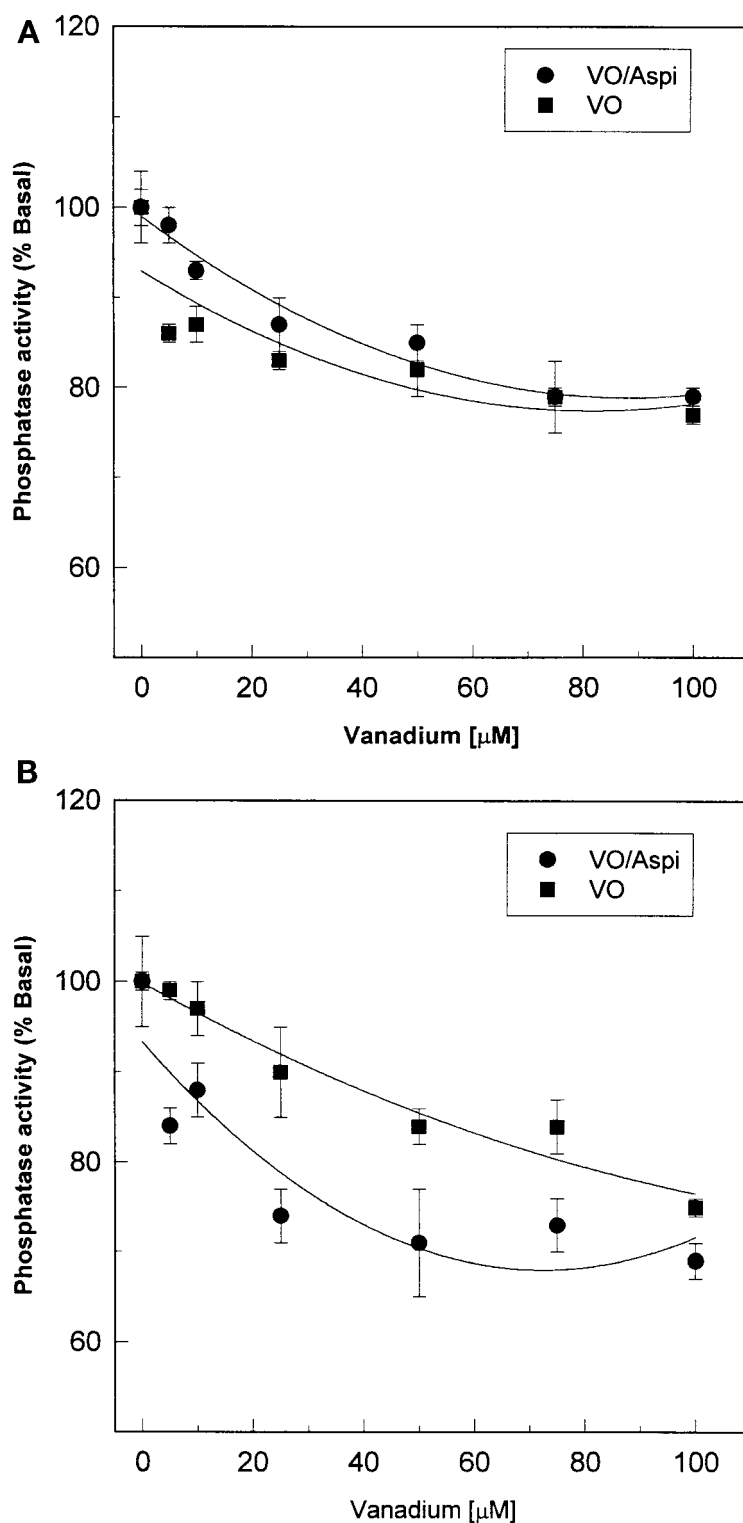 A
Phosphatase activity (% Basal)
120
100
80
60
VO/Aspi
VO
0 20 40 60 80 100
Vanadium [μM]
B
Phosphatase activity (% Basal)
120
100
80
60
VO/Aspi
VO
0 20 40 60 80 100
Vanadium [μM]